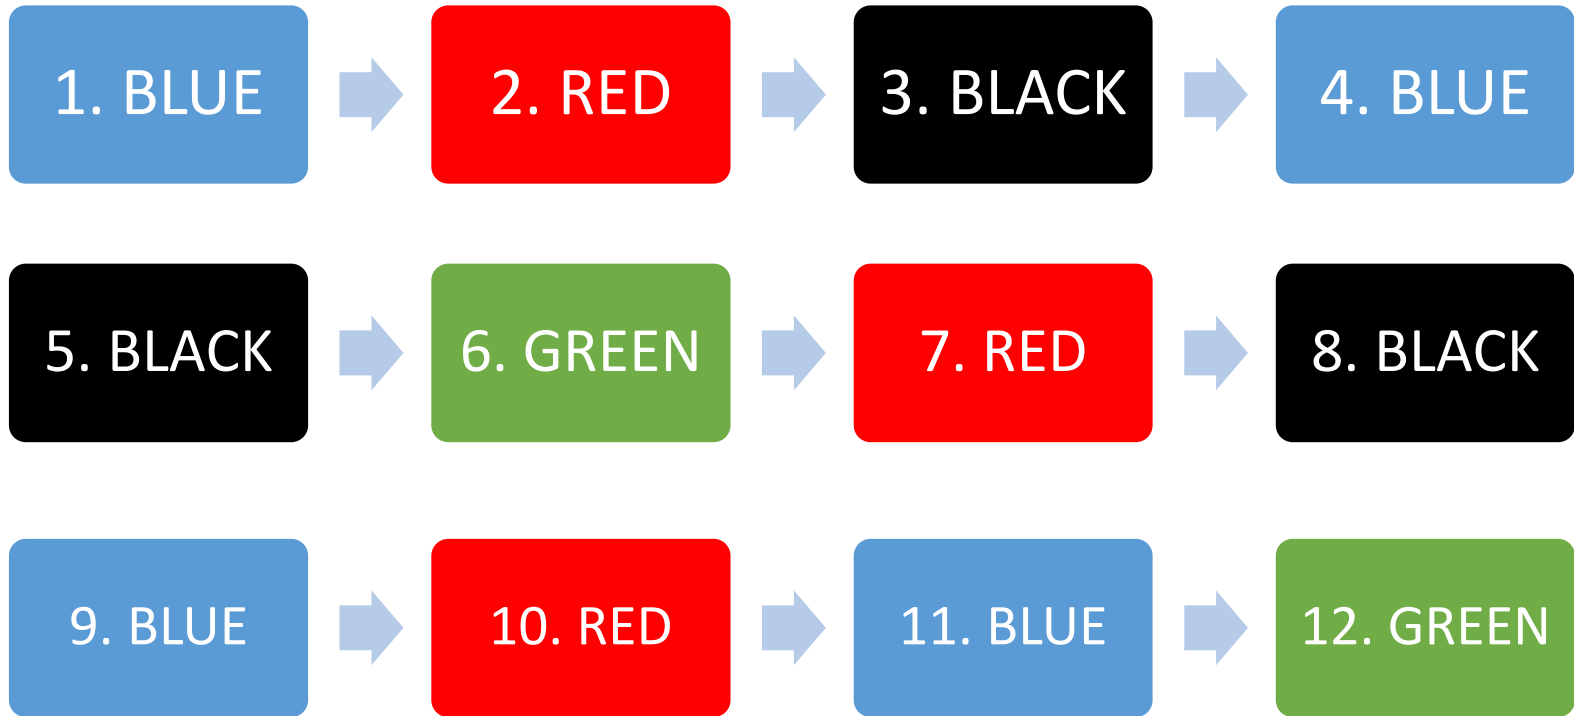 1. BLUE
2. RED
3. BLACK
4. BLUE
5. BLACK
6. GREEN
7. RED
8. BLACK
9. BLUE
10. RED
11. BLUE
12. GREEN